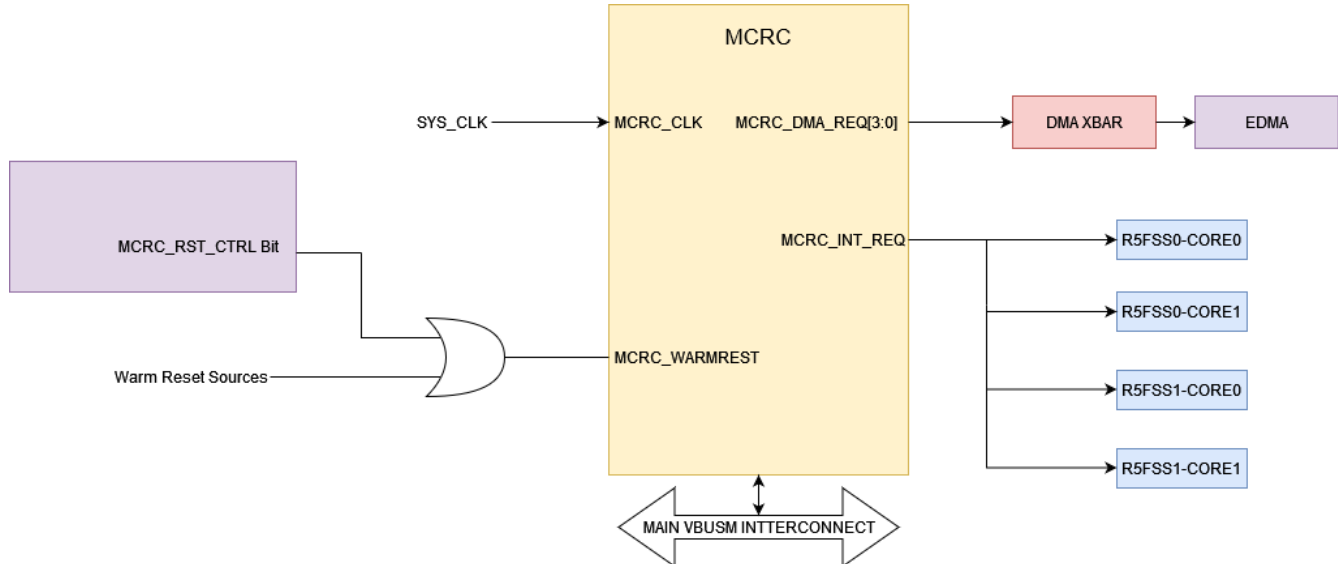 MCRC
SYS_CLK
MCRC_CLK
MCRC_DMA_REQ[3:0]
DMA XBAR
EDMA
MCRC_RST_CTRL Bit
MCRC_INT_REQ
R5FSS0-CORE0
R5FSS0-CORE1
Warm Reset Sources
MCRC_WARMREST
R5FSS1-CORE0
R5FSS1-CORE1
MAIN VBUSM INTTERCONNECT